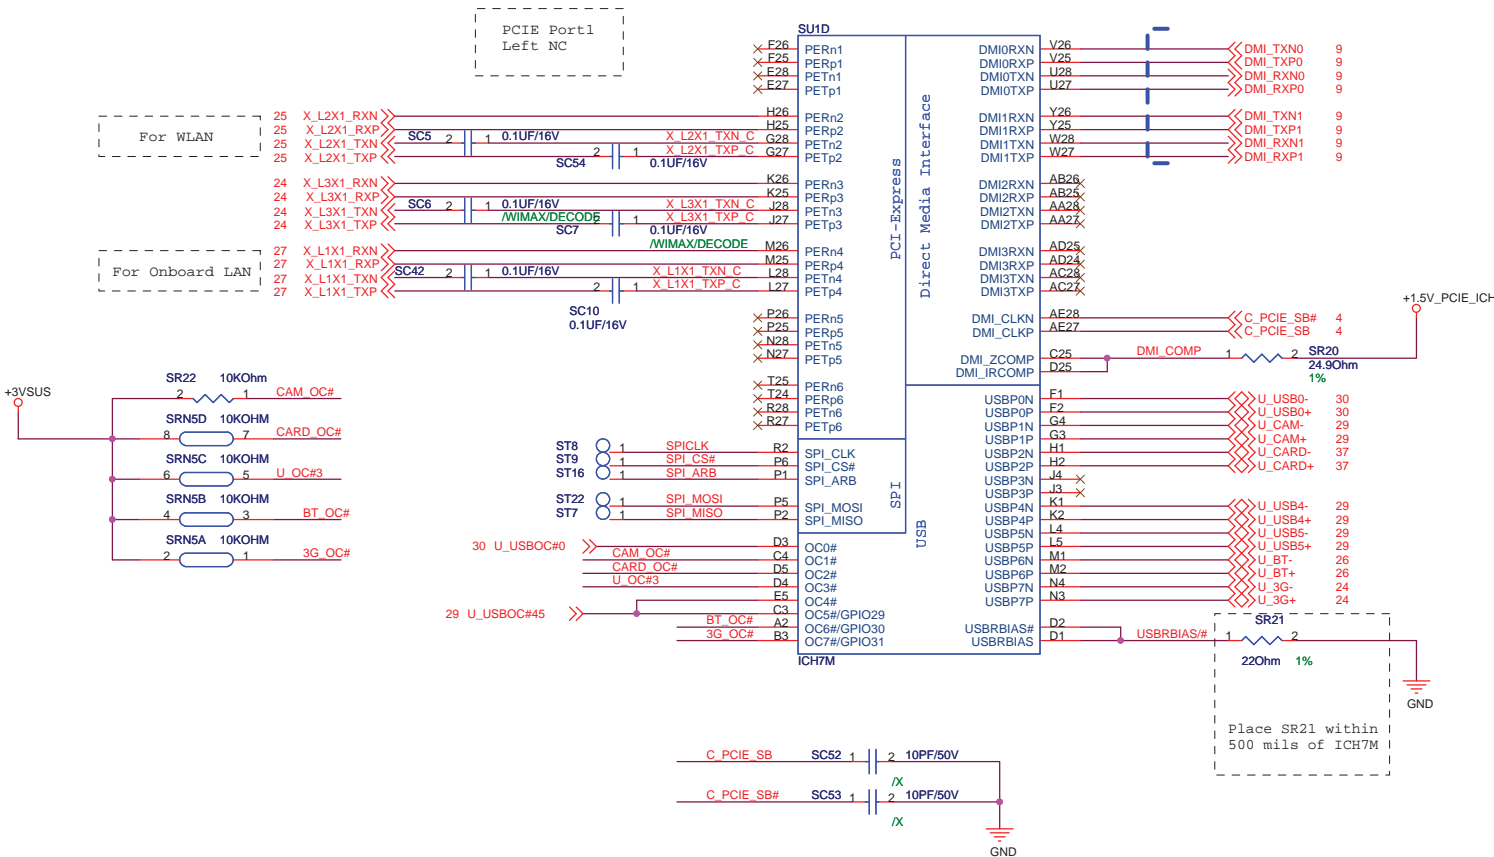 PCIE Port1
Left NC
SU1D
F26 PERn1
F25 PERp1
E28 PETn1
E27 PETp1
For WLAN
25 X_L2X1_RXN H26 PERn2
25 X_L2X1_RXP H25 PERp2
25 X_L2X1_TXN SC5 2 1 0.1UF/16V X_L2X1_TXN_C G28 PETn2
25 X_L2X1_TXP SC54 2 1 0.1UF/16V X_L2X1_TXP_C G27 PETp2
24 X_L3X1_RXN K26 PERn3
24 X_L3X1_RXP K25 PERp3
24 X_L3X1_TXN SC6 2 1 0.1UF/16V X_L3X1_TXN_C J28 PETn3
/WIMAX/DECODE
24 X_L3X1_TXP SC7 2 1 0.1UF/16V X_L3X1_TXP_C J27 PETp3
/WIMAX/DECODE
For Onboard LAN
27 X_L1X1_RXN M26 PERn4
27 X_L1X1_RXP M25 PERp4
27 X_L1X1_TXN SC42 2 1 0.1UF/16V X_L1X1_TXN_C L28 PETn4
27 X_L1X1_TXP 2 1 X_L1X1_TXP_C L27 PETp4
SC10
0.1UF/16V
P26 PERn5
P25 PERp5
N28 PETn5
N27 PETp5
T25 PERn6
T24 PERp6
R28 PETn6
R27 PETp6
PCI-Express
Direct Media Interface
SPI
USB
+3VSUS
SR22 10KOhm
2 1 CAM_OC#
SRN5D 10KOHM
8 7 CARD_OC#
SRN5C 10KOHM
6 5 U_OC#3
SRN5B 10KOHM
4 3 BT_OC#
SRN5A 10KOHM
2 1 3G_OC#
ST8 1 SPICLK R2 SPI_CLK
ST9 1 SPI_CS# P6 SPI_CS#
ST16 1 SPI_ARB P1 SPI_ARB
ST22 1 SPI_MOSI P5 SPI_MOSI
ST7 1 SPI_MISO P2 SPI_MISO
30 U_USBOC#0 D3 OC0#
CAM_OC# C4 OC1#
CARD_OC# D5 OC2#
U_OC#3 D4 OC3#
E5 OC4#
29 U_USBOC#45 C3 OC5#/GPIO29
BT_OC# A2 OC6#/GPIO30
3G_OC# B3 OC7#/GPIO31
ICH7M
DMI0RXN V26 DMI_TXN0 9
DMI0RXP V25 DMI_TXP0 9
DMI0TXN U28 DMI_RXN0 9
DMI0TXP U27 DMI_RXP0 9
DMI1RXN Y26 DMI_TXN1 9
DMI1RXP Y25 DMI_TXP1 9
DMI1TXN W28 DMI_RXN1 9
DMI1TXP W27 DMI_RXP1 9
DMI2RXN AB26
DMI2RXP AB25
DMI2TXN AA28
DMI2TXP AA27
DMI3RXN AD25
DMI3RXP AD24
DMI3TXN AC28
DMI3TXP AC27
+1.5V_PCIE_ICH
DMI_CLKN AE28 C_PCIE_SB# 4
DMI_CLKP AE27 C_PCIE_SB 4
DMI_ZCOMP C25 DMI_COMP 1 2 SR20
DMI_IRCOMP D25 24.9Ohm
1%
USBP0N F1 U_USB0- 30
USBP0P F2 U_USB0+ 30
USBP1N G4 U_CAM- 29
USBP1P G3 U_CAM+ 29
USBP2N H1 U_CARD- 37
USBP2P H2 U_CARD+ 37
USBP3N J4
USBP3P J3
USBP4N K1 U_USB4- 29
USBP4P K2 U_USB4+ 29
USBP5N L4 U_USB5- 29
USBP5P L5 U_USB5+ 29
USBP6N M1 U_BT- 26
USBP6P M2 U_BT+ 26
USBP7N N4 U_3G- 24
USBP7P N3 U_3G+ 24
USBRBIAS# D2 SR21
USBRBIAS D1 USBRBIAS/# 1 2
22Ohm 1%
GND
Place SR21 within
500 mils of ICH7M
C_PCIE_SB SC52 1 2 10PF/50V
/X
C_PCIE_SB# SC53 1 2 10PF/50V
/X
GND